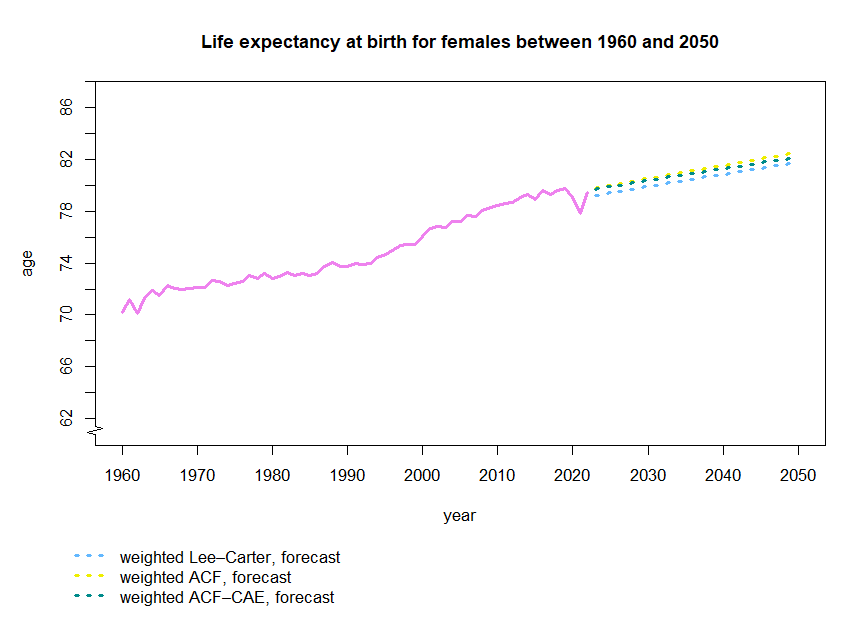 Life expectancy at birth for females between 1960 and 2050
86
82
78
74
70
66
62
age
1960 1970 1980 1990 2000 2010 2020 2030 2040 2050
year
weighted Lee–Carter, forecast
weighted ACF, forecast
weighted ACF–CAE, forecast